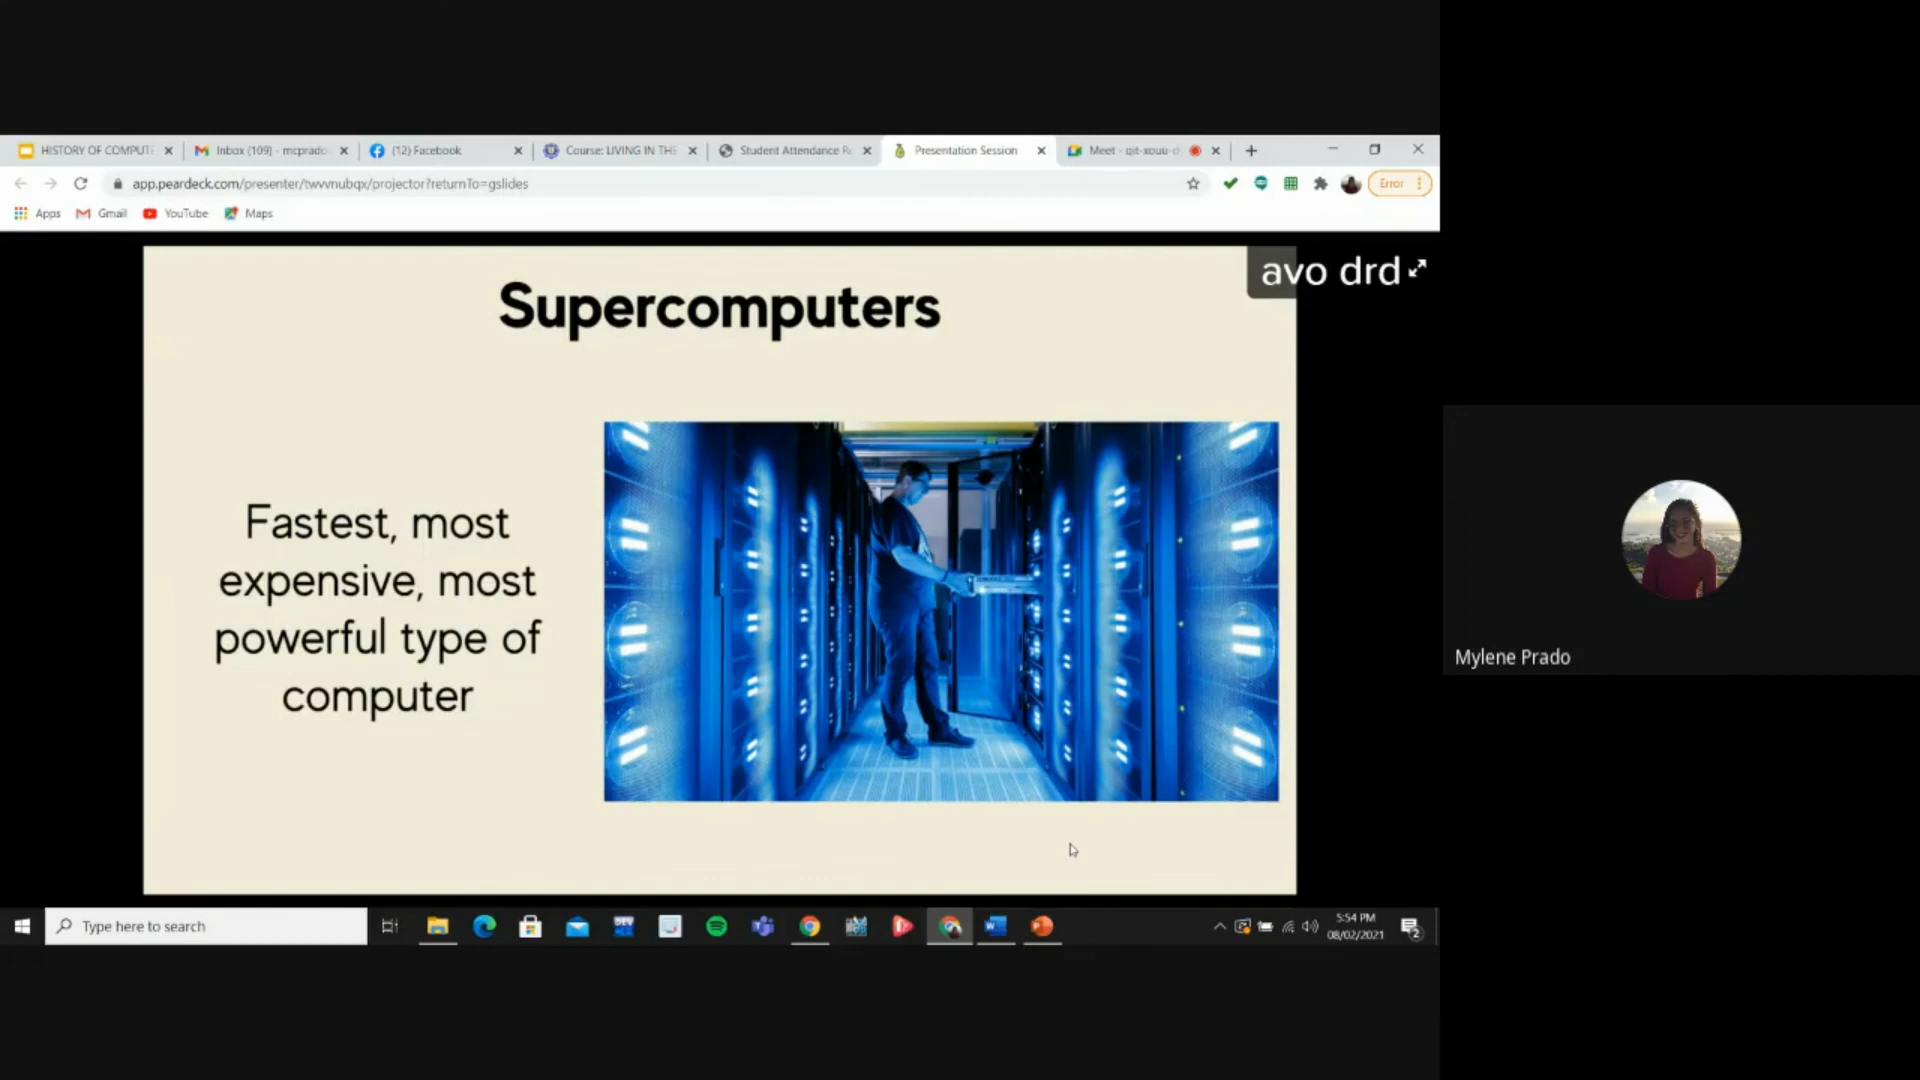 HISTORY OF COMPUT
Inbox (109) - mcprado
(12) Facebook
Course: LIVING IN THE
Student Attendance R
Presentation Session
Meet -
app.peardeck.com/presenter/twvvnubqx/projector?returnTo=gslides
Error
Apps
Gmail
YouTube
Maps
avo drd
Supercomputers
Fastest, most
expensive, most
powerful type of
computer
Mylene Prado
Type here to search
5:54 PM
08/02/2021
2